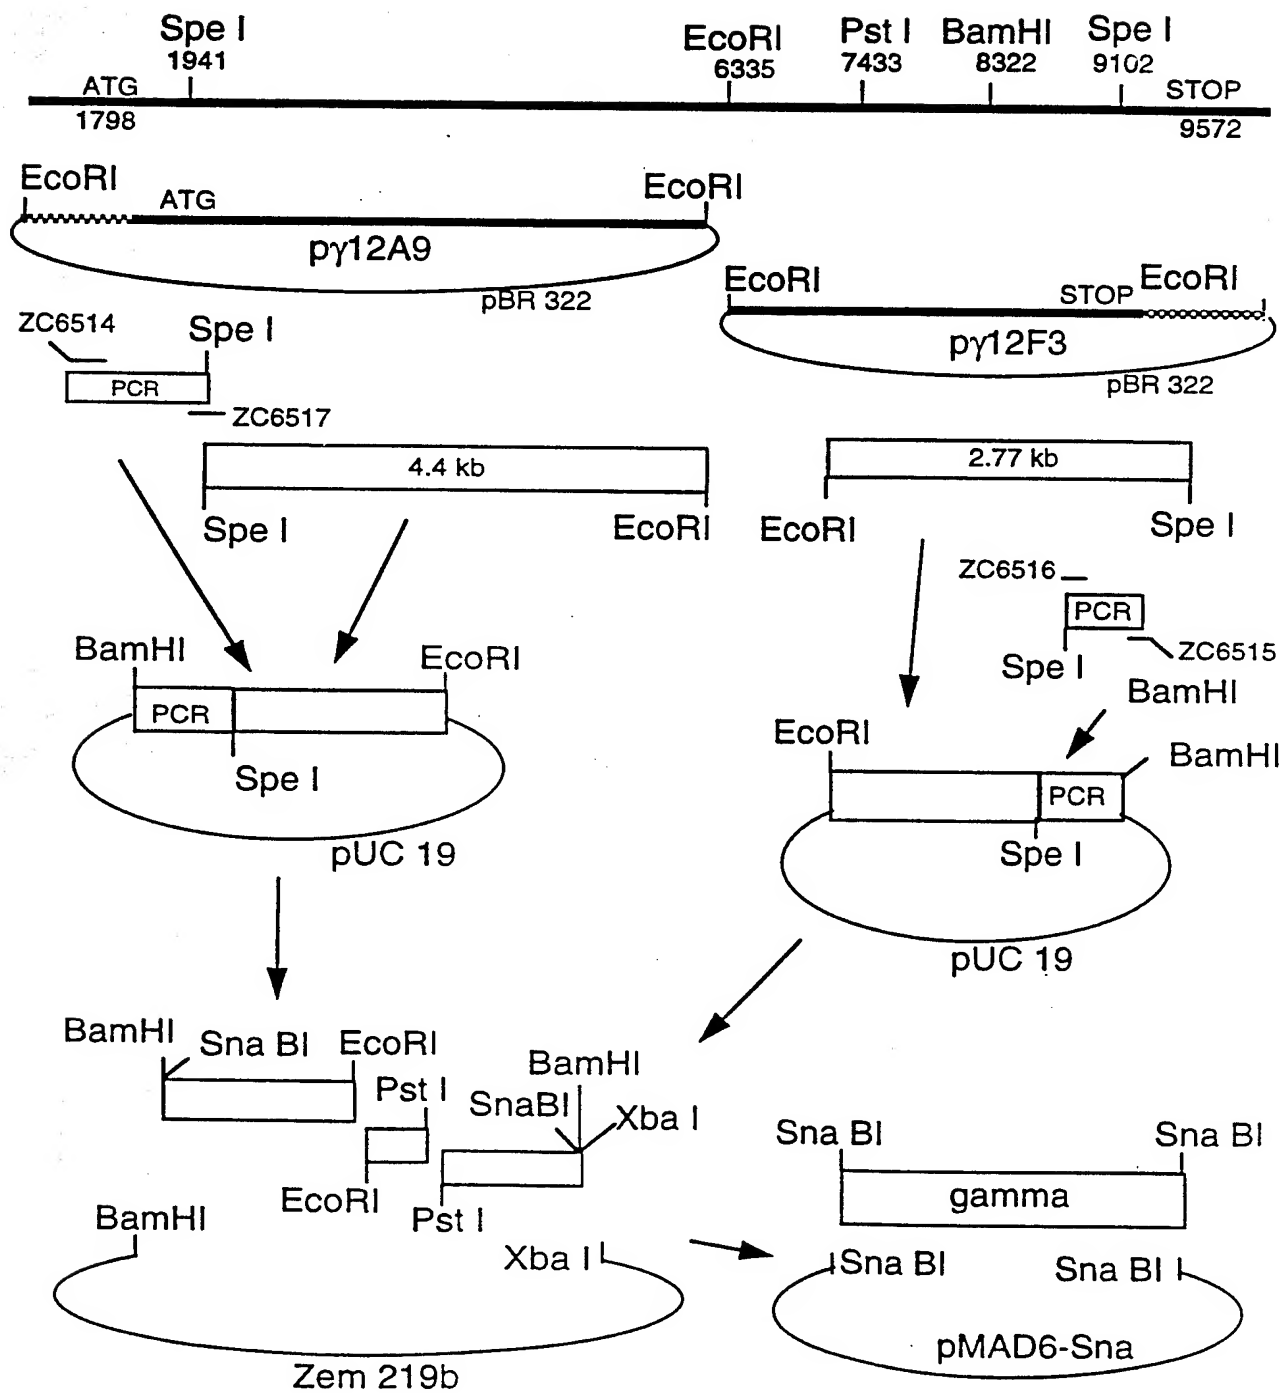 Spe I
1941
EcoRI
6335
Pst I
7433
BamHI
8322
Spe I
9102
ATG
1798
STOP
9572
EcoRI
ATG
EcoRI
pγ12A9
pBR 322
EcoRI
STOP
EcoRI
pγ12F3
pBR 322
ZC6514
Spe I
PCR
ZC6517
4.4 kb
Spe I
EcoRI
2.77 kb
EcoRI
Spe I
ZC6516
PCR
Spe I
ZC6515
BamHI
BamHI
EcoRI
PCR
Spe I
pUC 19
EcoRI
BamHI
PCR
Spe I
pUC 19
BamHI
Sna BI
EcoRI
Pst I
EcoRI
BamHI
SnaBI
Xba I
Pst I
BamHI
Xba I
Zem 219b
Sna BI
Sna BI
gamma
Sna BI
Sna BI
pMAD6-Sna